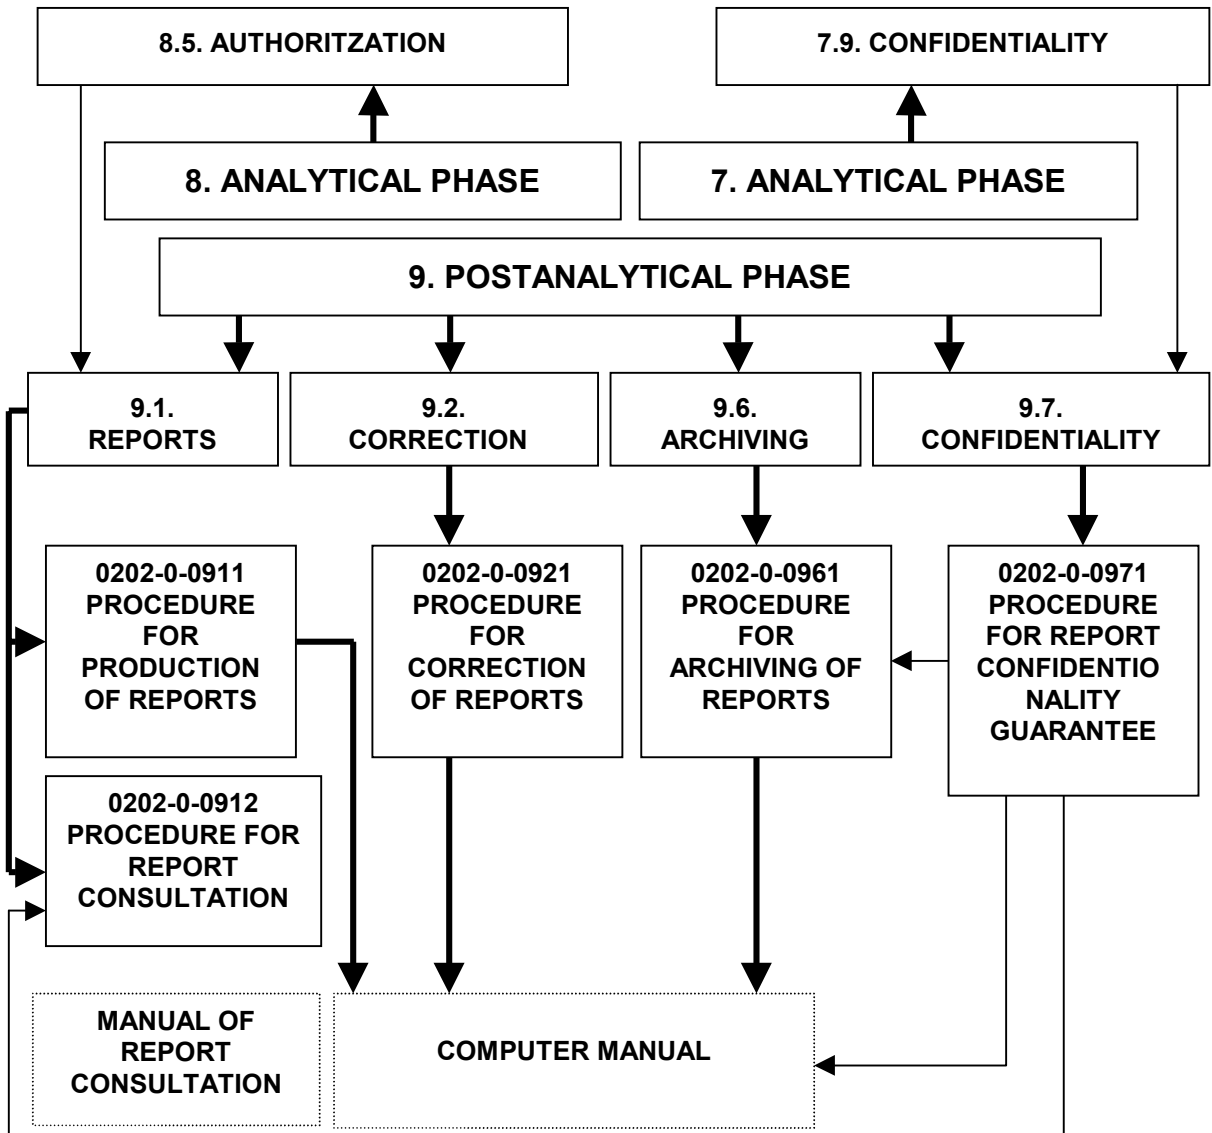 8.5. AUTHORITZATION
7.9. CONFIDENTIALITY
8. ANALYTICAL PHASE
7. ANALYTICAL PHASE
9. POSTANALYTICAL PHASE
9.1.
REPORTS
9.2.
CORRECTION
9.6.
ARCHIVING
9.7.
CONFIDENTIALITY
0202-0-0911
PROCEDURE
FOR
PRODUCTION
OF REPORTS
0202-0-0921
PROCEDURE
FOR
CORRECTION
OF REPORTS
0202-0-0961
PROCEDURE
FOR
ARCHIVING OF
REPORTS
0202-0-0971
PROCEDURE
FOR REPORT
CONFIDENTIO
NALITY
GUARANTEE
0202-0-0912
PROCEDURE FOR
REPORT
CONSULTATION
MANUAL OF
REPORT
CONSULTATION
COMPUTER MANUAL